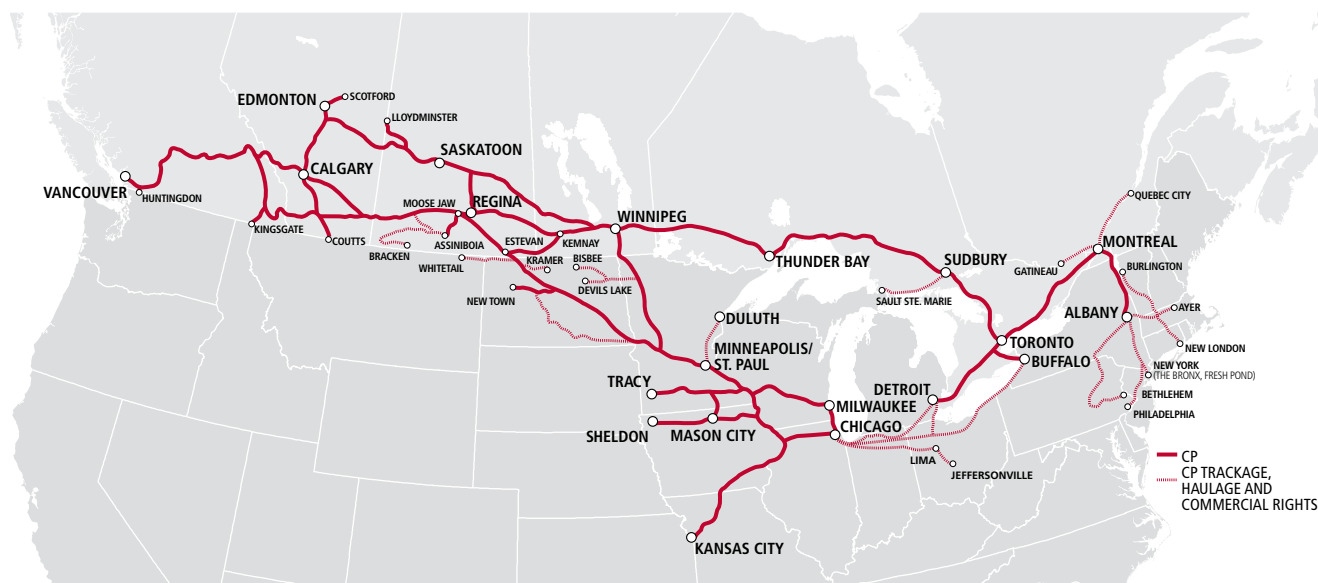 EDMONTON
SCOTFORD
LLOYDMINSTER
SASKATOON
CALGARY
VANCOUVER
HUNTINGDON
MOOSE JAW
REGINA
WINNIPEG
KINGSGATE
COUTTS
BRACKEN
ASSINIBOIA
ESTEVAN
KEMNAY
WHITETAIL
KRAMER
BISBEE
DEVILS LAKE
NEW TOWN
THUNDER BAY
SUDBURY
SAULT STE. MARIE
QUEBEC CITY
MONTREAL
GATINEAU
BURLINGTON
ALBANY
AYER
DULUTH
MINNEAPOLIS/
ST. PAUL
TORONTO
BUFFALO
NEW LONDON
NEW YORK
(THE BRONX, FRESH POND)
BETHLEHEM
PHILADELPHIA
TRACY
DETROIT
MILWAUKEE
CHICAGO
SHELDON
MASON CITY
LIMA
JEFFERSONVILLE
KANSAS CITY
CP
CP TRACKAGE,
HAULAGE AND
COMMERCIAL RIGHTS